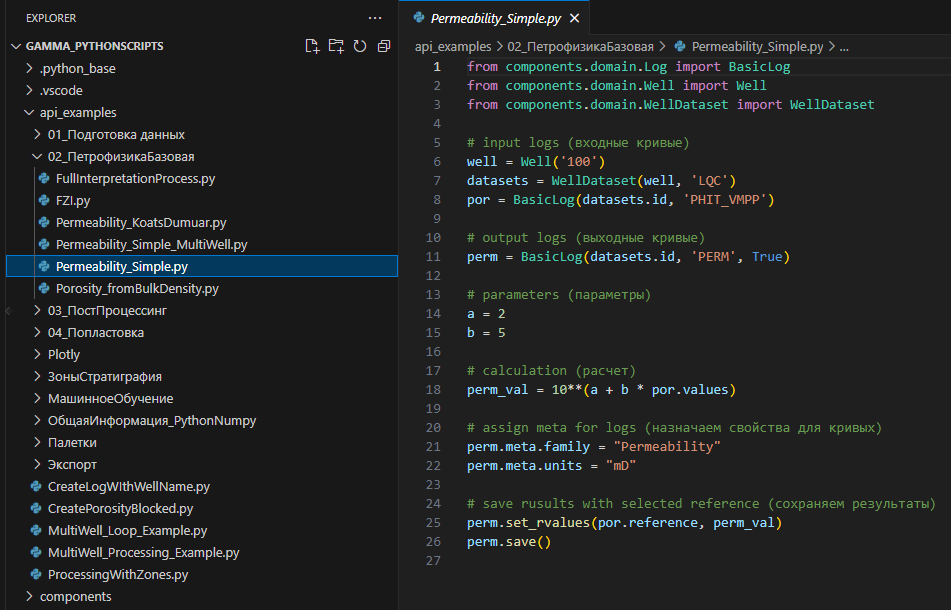 EXPLORER
GAMMA_PYTHONSCRIPTS
.python_base
.vscode
api_examples
01_Подготовка данных
02_ПетрофизикаБазовая
FullInterpretationProcess.py
FZI.py
Permeability_KoatsDumuar.py
Permeability_Simple_MultiWell.py
Permeability_Simple.py
Porosity_fromBulkDensity.py
03_ПостПроцессинг
04_Попластовка
Plotly
ЗоныСтратиграфия
МашинноеОбучение
ОбщаяИнформация_PythonNumpy
Палетки
Экспорт
CreateLogWIthWellName.py
CreatePorosityBlocked.py
MultiWell_Loop_Example.py
MultiWell_Processing_Example.py
ProcessingWithZones.py
components
Permeability_Simple.py
api_examples > 02_ПетрофизикаБазовая > Permeability_Simple.py > ...
1 from components.domain.Log import BasicLog
2 from components.domain.Well import Well
3 from components.domain.WellDataset import WellDataset
4
5 # input logs (входные кривые)
6 well = Well('100')
7 datasets = WellDataset(well, 'LQC')
8 por = BasicLog(datasets.id, 'PHIT_VMPP')
9
10 # output logs (выходные кривые)
11 perm = BasicLog(datasets.id, 'PERM', True)
12
13 # parameters (параметры)
14 a = 2
15 b = 5
16
17 # calculation (расчет)
18 perm_val = 10**(a + b * por.values)
19
20 # assign meta for logs (назначаем свойства для кривых)
21 perm.meta.family = "Permeability"
22 perm.meta.units = "mD"
23
24 # save rusults with selected reference (сохраняем результаты)
25 perm.set_rvalues(por.reference, perm_val)
26 perm.save()
27